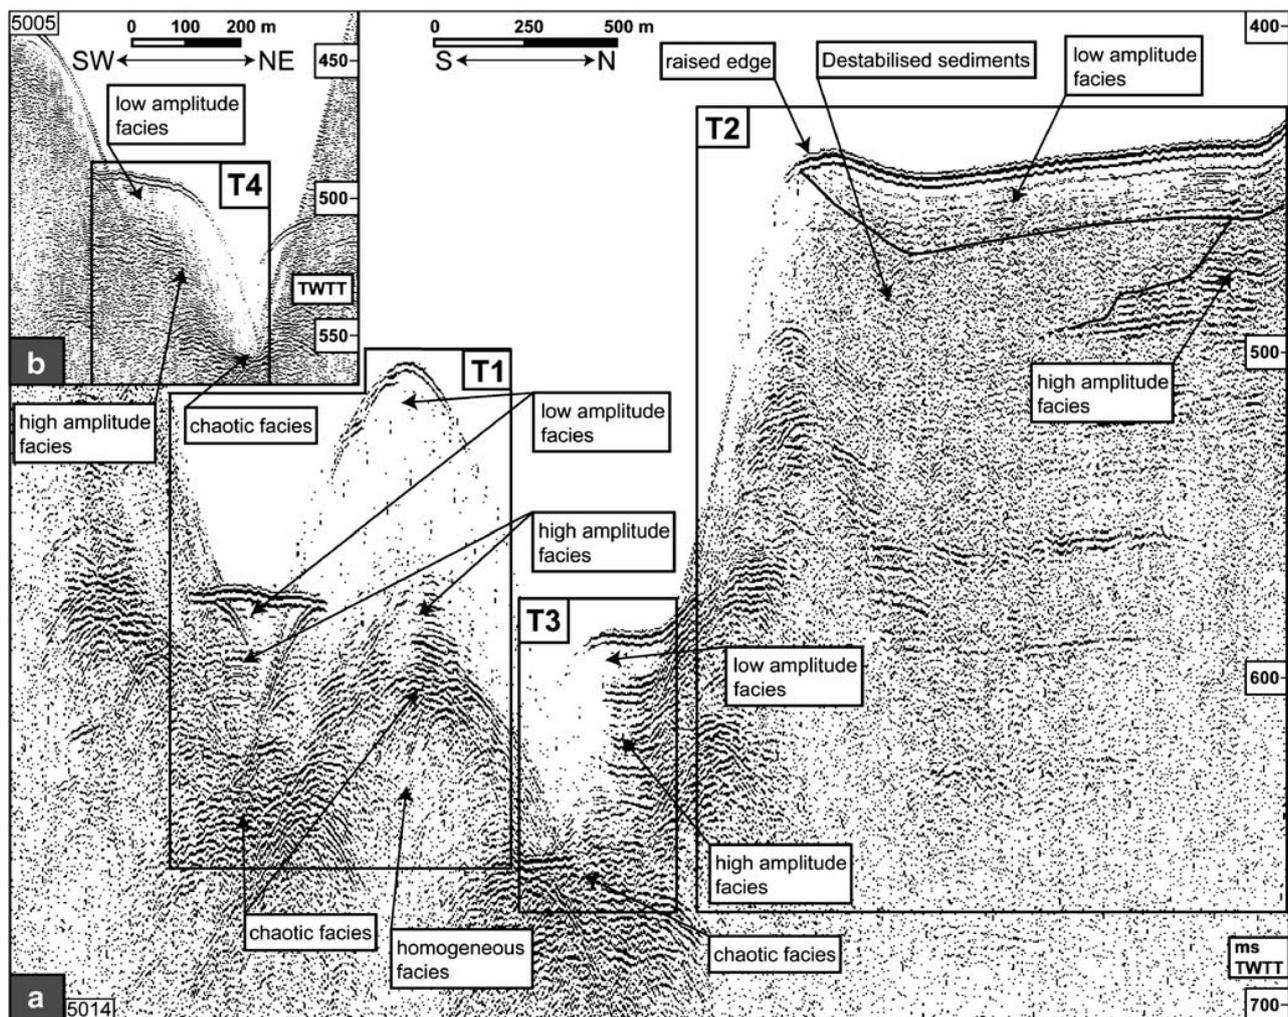 5005
0 100 200 m
SW NE
0 250 500 m
S N
400
450
raised edge
Destabilised sediments
low amplitude
facies
low amplitude
facies
T2
T4
500
TWTT
550
b
500
T1
high amplitude
facies
chaotic facies
low amplitude
facies
high amplitude
facies
high amplitude
facies
T3
low amplitude
facies
600
high amplitude
facies
chaotic facies
homogeneous
facies
chaotic facies
ms
TWTT
a
5014
700